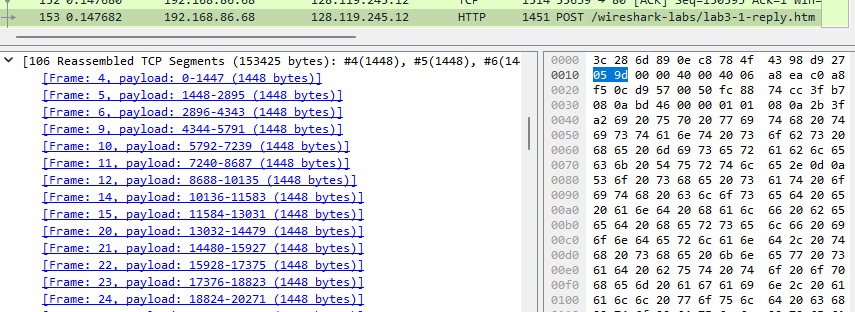 152 0.147680 192.168.86.68 128.119.245.12 TCP
153 0.147682 192.168.86.68 128.119.245.12 HTTP 1451 POST /wireshark-labs/lab3-1-reply.htm
[106 Reassembled TCP Segments (153425 bytes): #4(1448), #5(1448), #6(14
[Frame: 4, payload: 0-1447 (1448 bytes)]
[Frame: 5, payload: 1448-2895 (1448 bytes)]
[Frame: 6, payload: 2896-4343 (1448 bytes)]
[Frame: 9, payload: 4344-5791 (1448 bytes)]
[Frame: 10, payload: 5792-7239 (1448 bytes)]
[Frame: 11, payload: 7240-8687 (1448 bytes)]
[Frame: 12, payload: 8688-10135 (1448 bytes)]
[Frame: 14, payload: 10136-11583 (1448 bytes)]
[Frame: 15, payload: 11584-13031 (1448 bytes)]
[Frame: 20, payload: 13032-14479 (1448 bytes)]
[Frame: 21, payload: 14480-15927 (1448 bytes)]
[Frame: 22, payload: 15928-17375 (1448 bytes)]
[Frame: 23, payload: 17376-18823 (1448 bytes)]
[Frame: 24, payload: 18824-20271 (1448 bytes)]
0000 3c 28 6d 89 0e c8 78 4f 43 98 d9 27
0010 05 9d 00 00 40 00 40 06 a8 ea c0 a8
0020 f5 0c d9 57 00 50 fc 88 74 cc 3f b7
0030 08 0a bd 46 00 00 01 01 08 0a 2b 3f
0040 a2 69 20 75 70 20 77 69 74 68 20 74
0050 69 73 74 61 6e 74 20 73 6f 62 73 20
0060 68 65 20 6d 69 73 65 72 61 62 6c 65
0070 63 6b 20 54 75 72 74 6c 65 2e 0d 0a
0080 53 6f 20 73 68 65 20 73 61 74 20 6f
0090 69 74 68 20 63 6c 6f 73 65 64 20 65
00a0 20 61 6e 64 20 68 61 6c 66 20 62 65
00b0 65 64 20 68 65 72 73 65 6c 66 20 69
00c0 6f 6e 64 65 72 6c 61 6e 64 2c 20 74
00d0 68 20 73 68 65 20 6b 6e 65 77 20 73
00e0 61 64 20 62 75 74 20 74 6f 20 6f 70
00f0 68 65 6d 20 61 67 61 69 6e 2c 20 61
0100 61 6c 6c 20 77 6f 75 6c 64 20 63 68